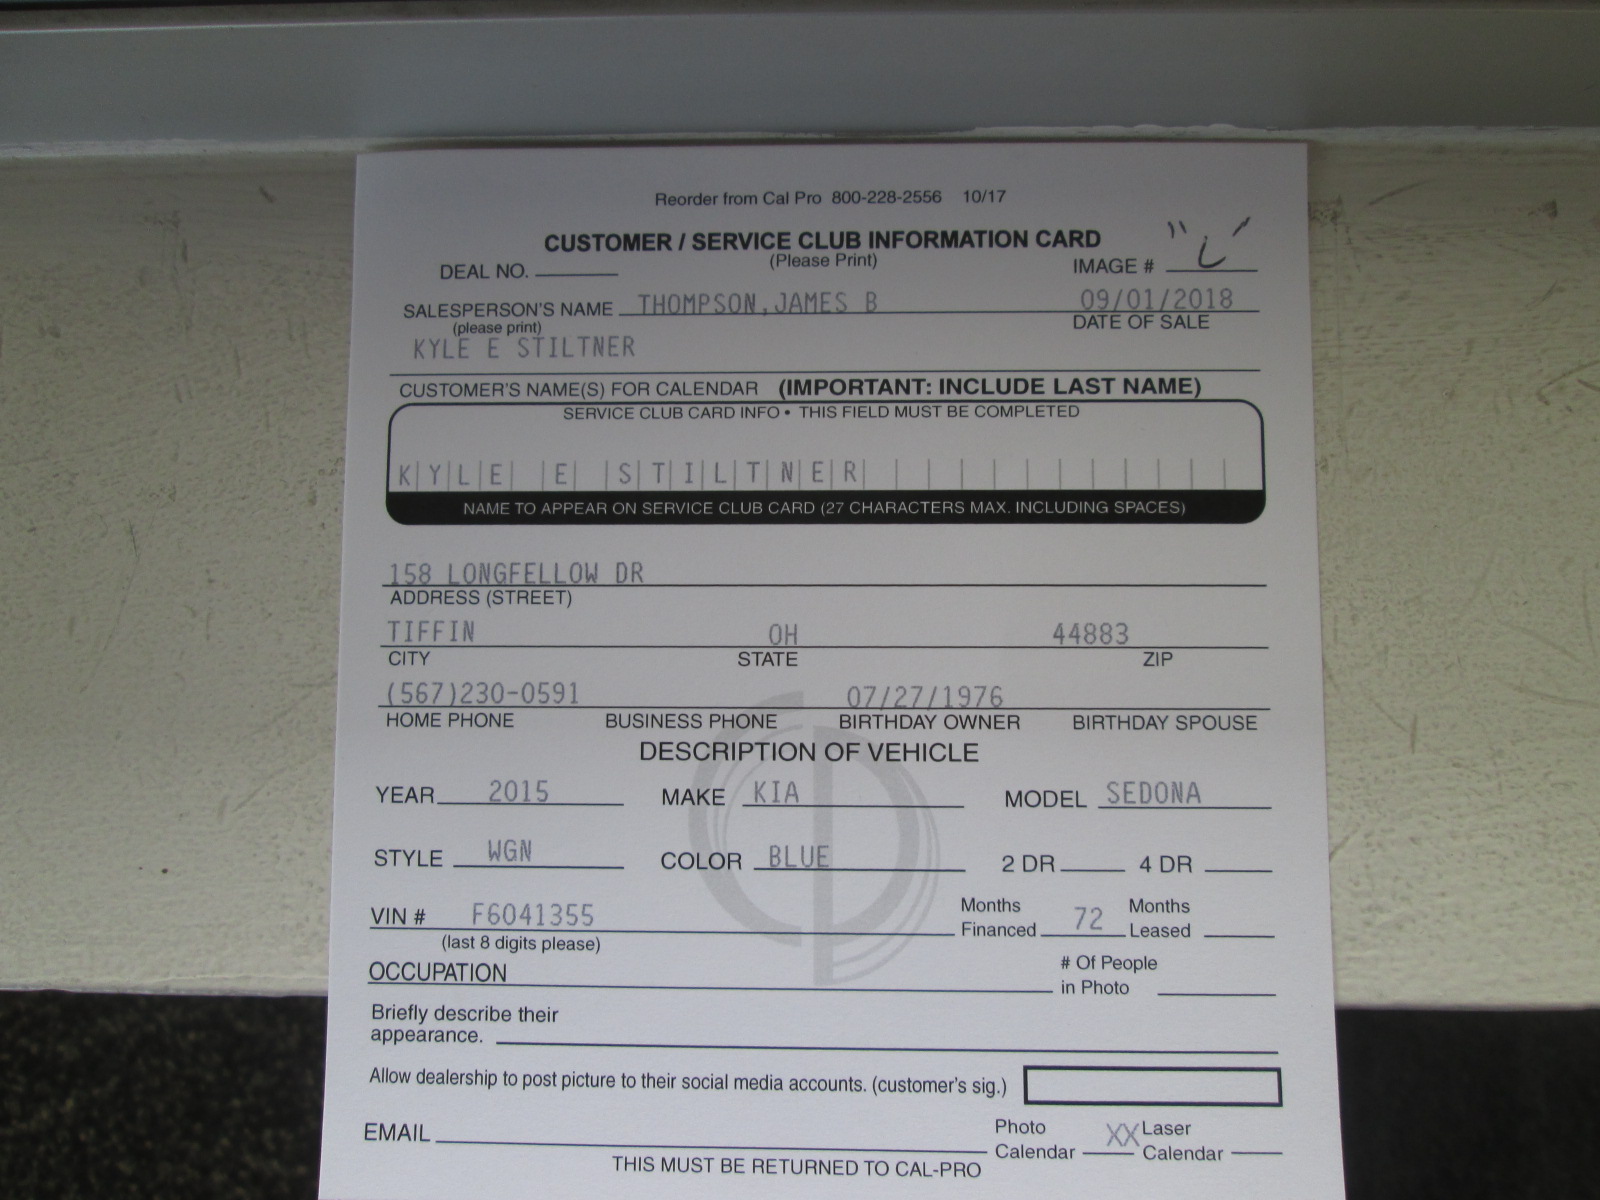 Reorder from Cal Pro 800-228-2556 10/17
CUSTOMER / SERVICE CLUB INFORMATION CARD
(Please Print)
DEAL NO.
IMAGE #
SALESPERSON'S NAME THOMPSON,JAMES B 09/01/2018
(please print) DATE OF SALE
KYLE E STILTNER
CUSTOMER'S NAME(S) FOR CALENDAR (IMPORTANT: INCLUDE LAST NAME)
SERVICE CLUB CARD INFO • THIS FIELD MUST BE COMPLETED
KYLE E STILTNER
NAME TO APPEAR ON SERVICE CLUB CARD (27 CHARACTERS MAX. INCLUDING SPACES)
158 LONGFELLOW DR
ADDRESS (STREET)
TIFFIN OH 44883
CITY STATE ZIP
(567)230-0591 07/27/1976
HOME PHONE BUSINESS PHONE BIRTHDAY OWNER BIRTHDAY SPOUSE
DESCRIPTION OF VEHICLE
YEAR 2015 MAKE KIA MODEL SEDONA
STYLE WGN COLOR BLUE 2 DR 4 DR
VIN # F6041355 Months Financed 72 Months Leased
(last 8 digits please)
OCCUPATION # Of People in Photo
Briefly describe their
appearance.
Allow dealership to post picture to their social media accounts. (customer's sig.)
EMAIL Photo Calendar XX Laser Calendar
THIS MUST BE RETURNED TO CAL-PRO